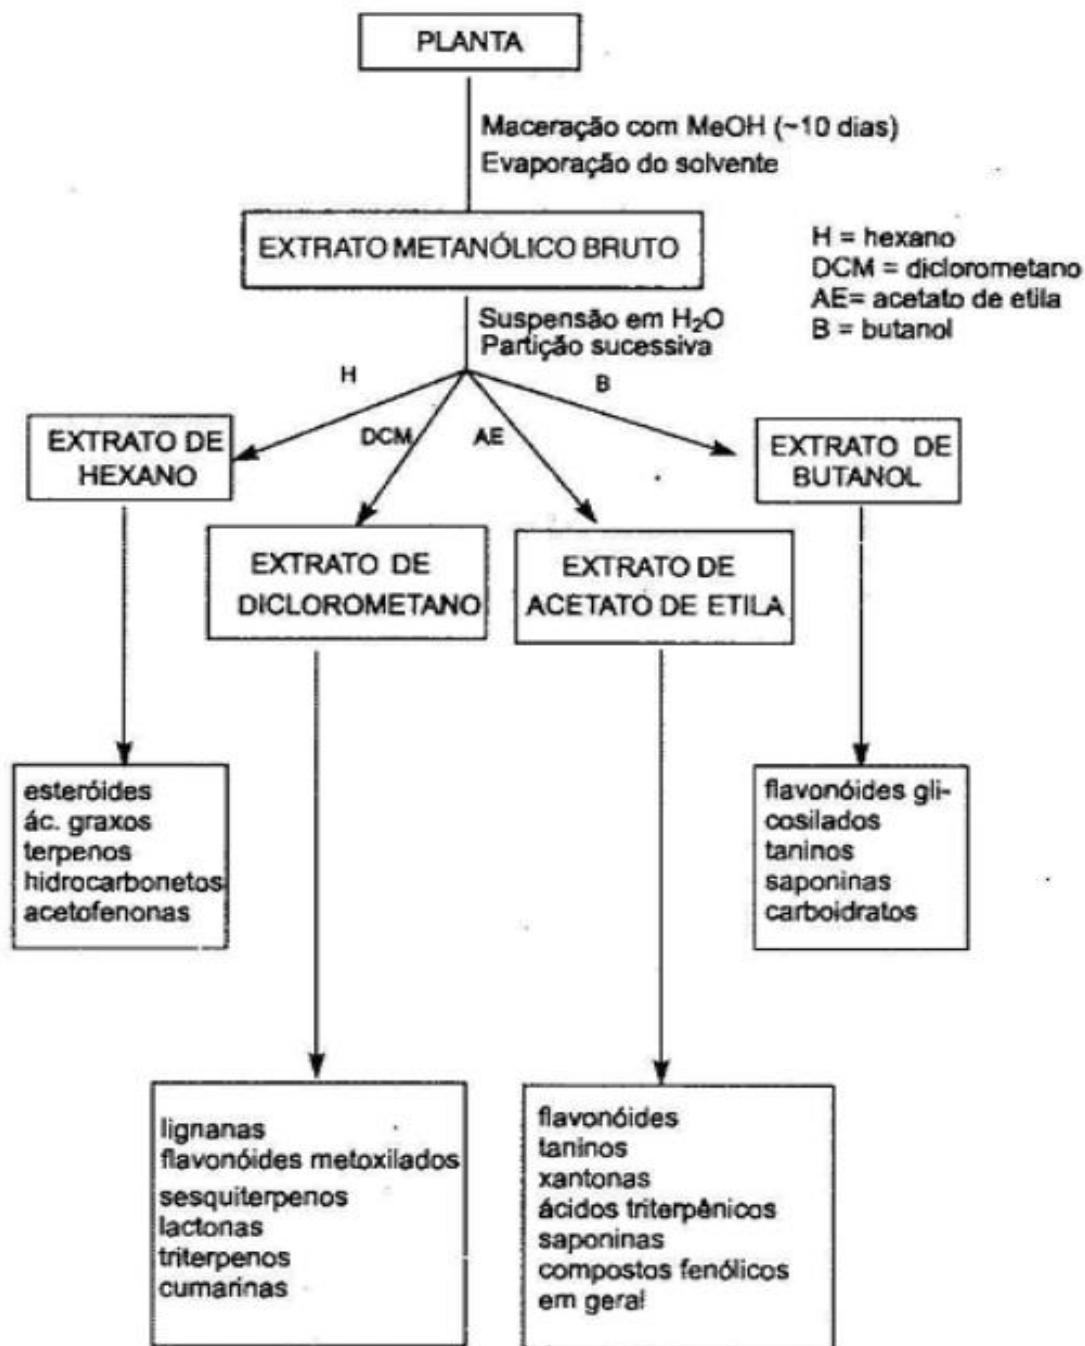 PLANTA
Maceração com MeOH (~10 dias)
Evaporação do solvente
EXTRATO METANÓLICO BRUTO
H = hexano
DCM = diclorometano
AE= acetato de etila
B = butanol
Suspensão em H₂O
Partição sucessiva
H
DCM
AE
B
EXTRATO DE
HEXANO
EXTRATO DE
DICLOROMETANO
EXTRATO DE
ACETATO DE ETILA
EXTRATO DE
BUTANOL
esteróides
ác. graxos
terpenos
hidrocarbonetos
acetofenonas
lignanas
flavonóides metoxilados
sesquiterpenos
lactonas
triterpenos
cumarinas
flavonóides
taninos
xantonas
ácidos triterpênicos
saponinas
compostos fenólicos
em geral
flavonóides gli-
cosilados
taninos
saponinas
carboidratos